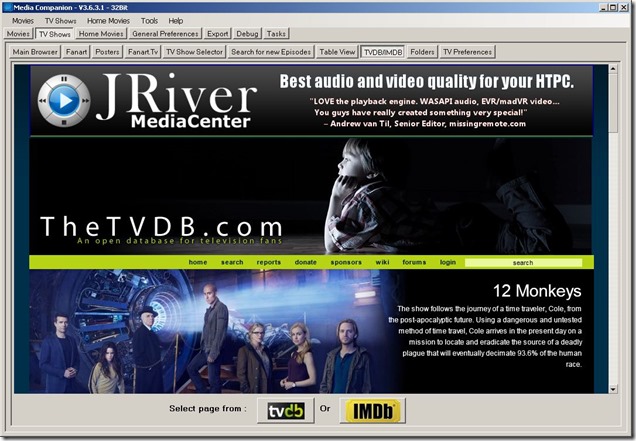 Media Companion - V3.6.3.1 - 32Bit
Movies TV Shows Home Movies Tools Help
Movies TV Shows Home Movies General Preferences Export Debug Tasks
Main Browser Fanart Posters Fanart.Tv TV Show Selector Search for new Episodes Table View TVDB/IMDB Folders TV Preferences
JRiver
MediaCenter
Best audio and video quality for your HTPC.
"LOVE the playback engine. WASAPI audio, EVR/madVR video...
You guys have really created something very special!"
– Andrew van Til, Senior Editor, missingremote.com
TheTVDB.com
An open database for television fans
home search reports donate sponsors wiki forums login search
12 Monkeys
The show follows the journey of a time traveler, Cole, from
the post-apocalyptic future. Using a dangerous and untested
method of time travel, Cole arrives in the present day on a
mission to locate and eradicate the source of a deadly
plague that will eventually decimate 93.6% of the human
race.
Select page from : tvdb Or IMDb